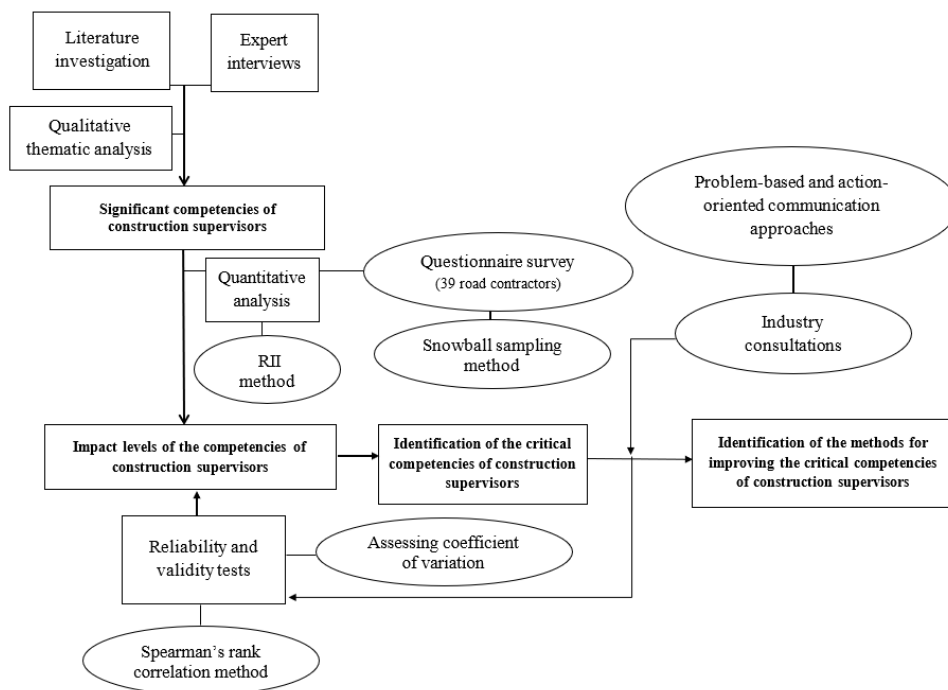 Literature
investigation
Expert
interviews
Qualitative
thematic analysis
Significant competencies of
construction supervisors
Problem-based and action-
oriented communication
approaches
Quantitative
analysis
Questionnaire survey
(39 road contractors)
RII
method
Snowball sampling
method
Industry
consultations
Impact levels of the competencies of
construction supervisors
Identification of the critical
competencies of construction
supervisors
Identification of the methods for
improving the critical competencies
of construction supervisors
Reliability and
validity tests
Assessing coefficient
of variation
Spearman's rank
correlation method